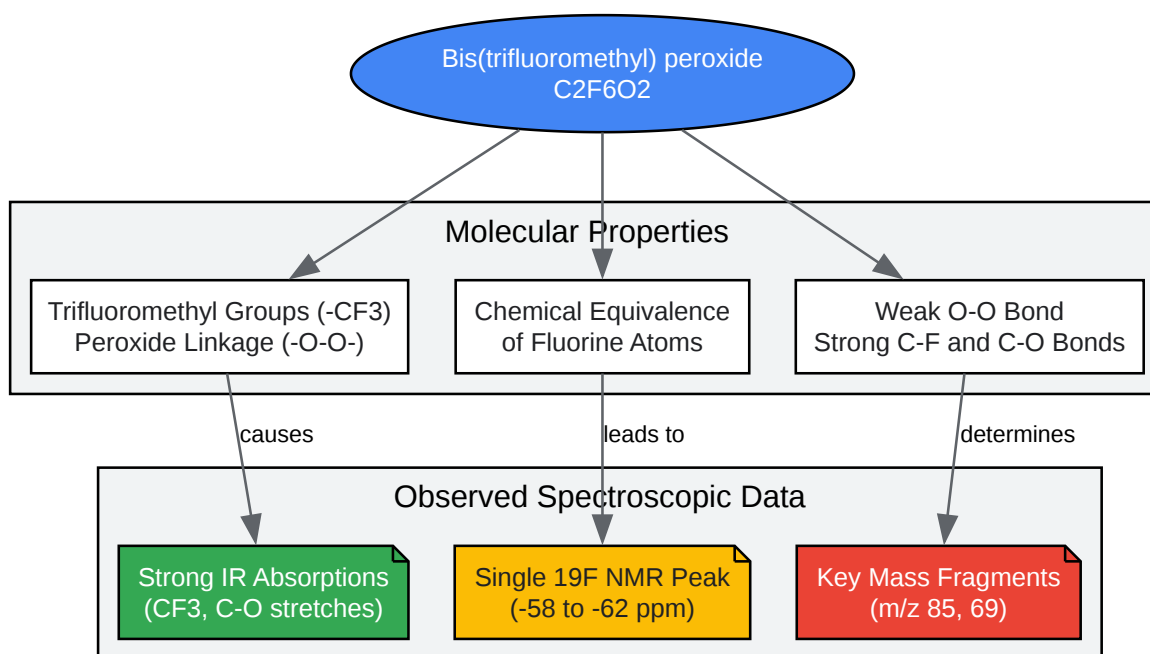 Bis(trifluoromethyl) peroxide
C2F6O2
Molecular Properties
Trifluoromethyl Groups (-CF3)
Peroxide Linkage (-O-O-)
Chemical Equivalence
of Fluorine Atoms
Weak O-O Bond
Strong C-F and C-O Bonds
causes
leads to
determines
Observed Spectroscopic Data
Strong IR Absorptions
(CF3, C-O stretches)
Single 19F NMR Peak
(-58 to -62 ppm)
Key Mass Fragments
(m/z 85, 69)